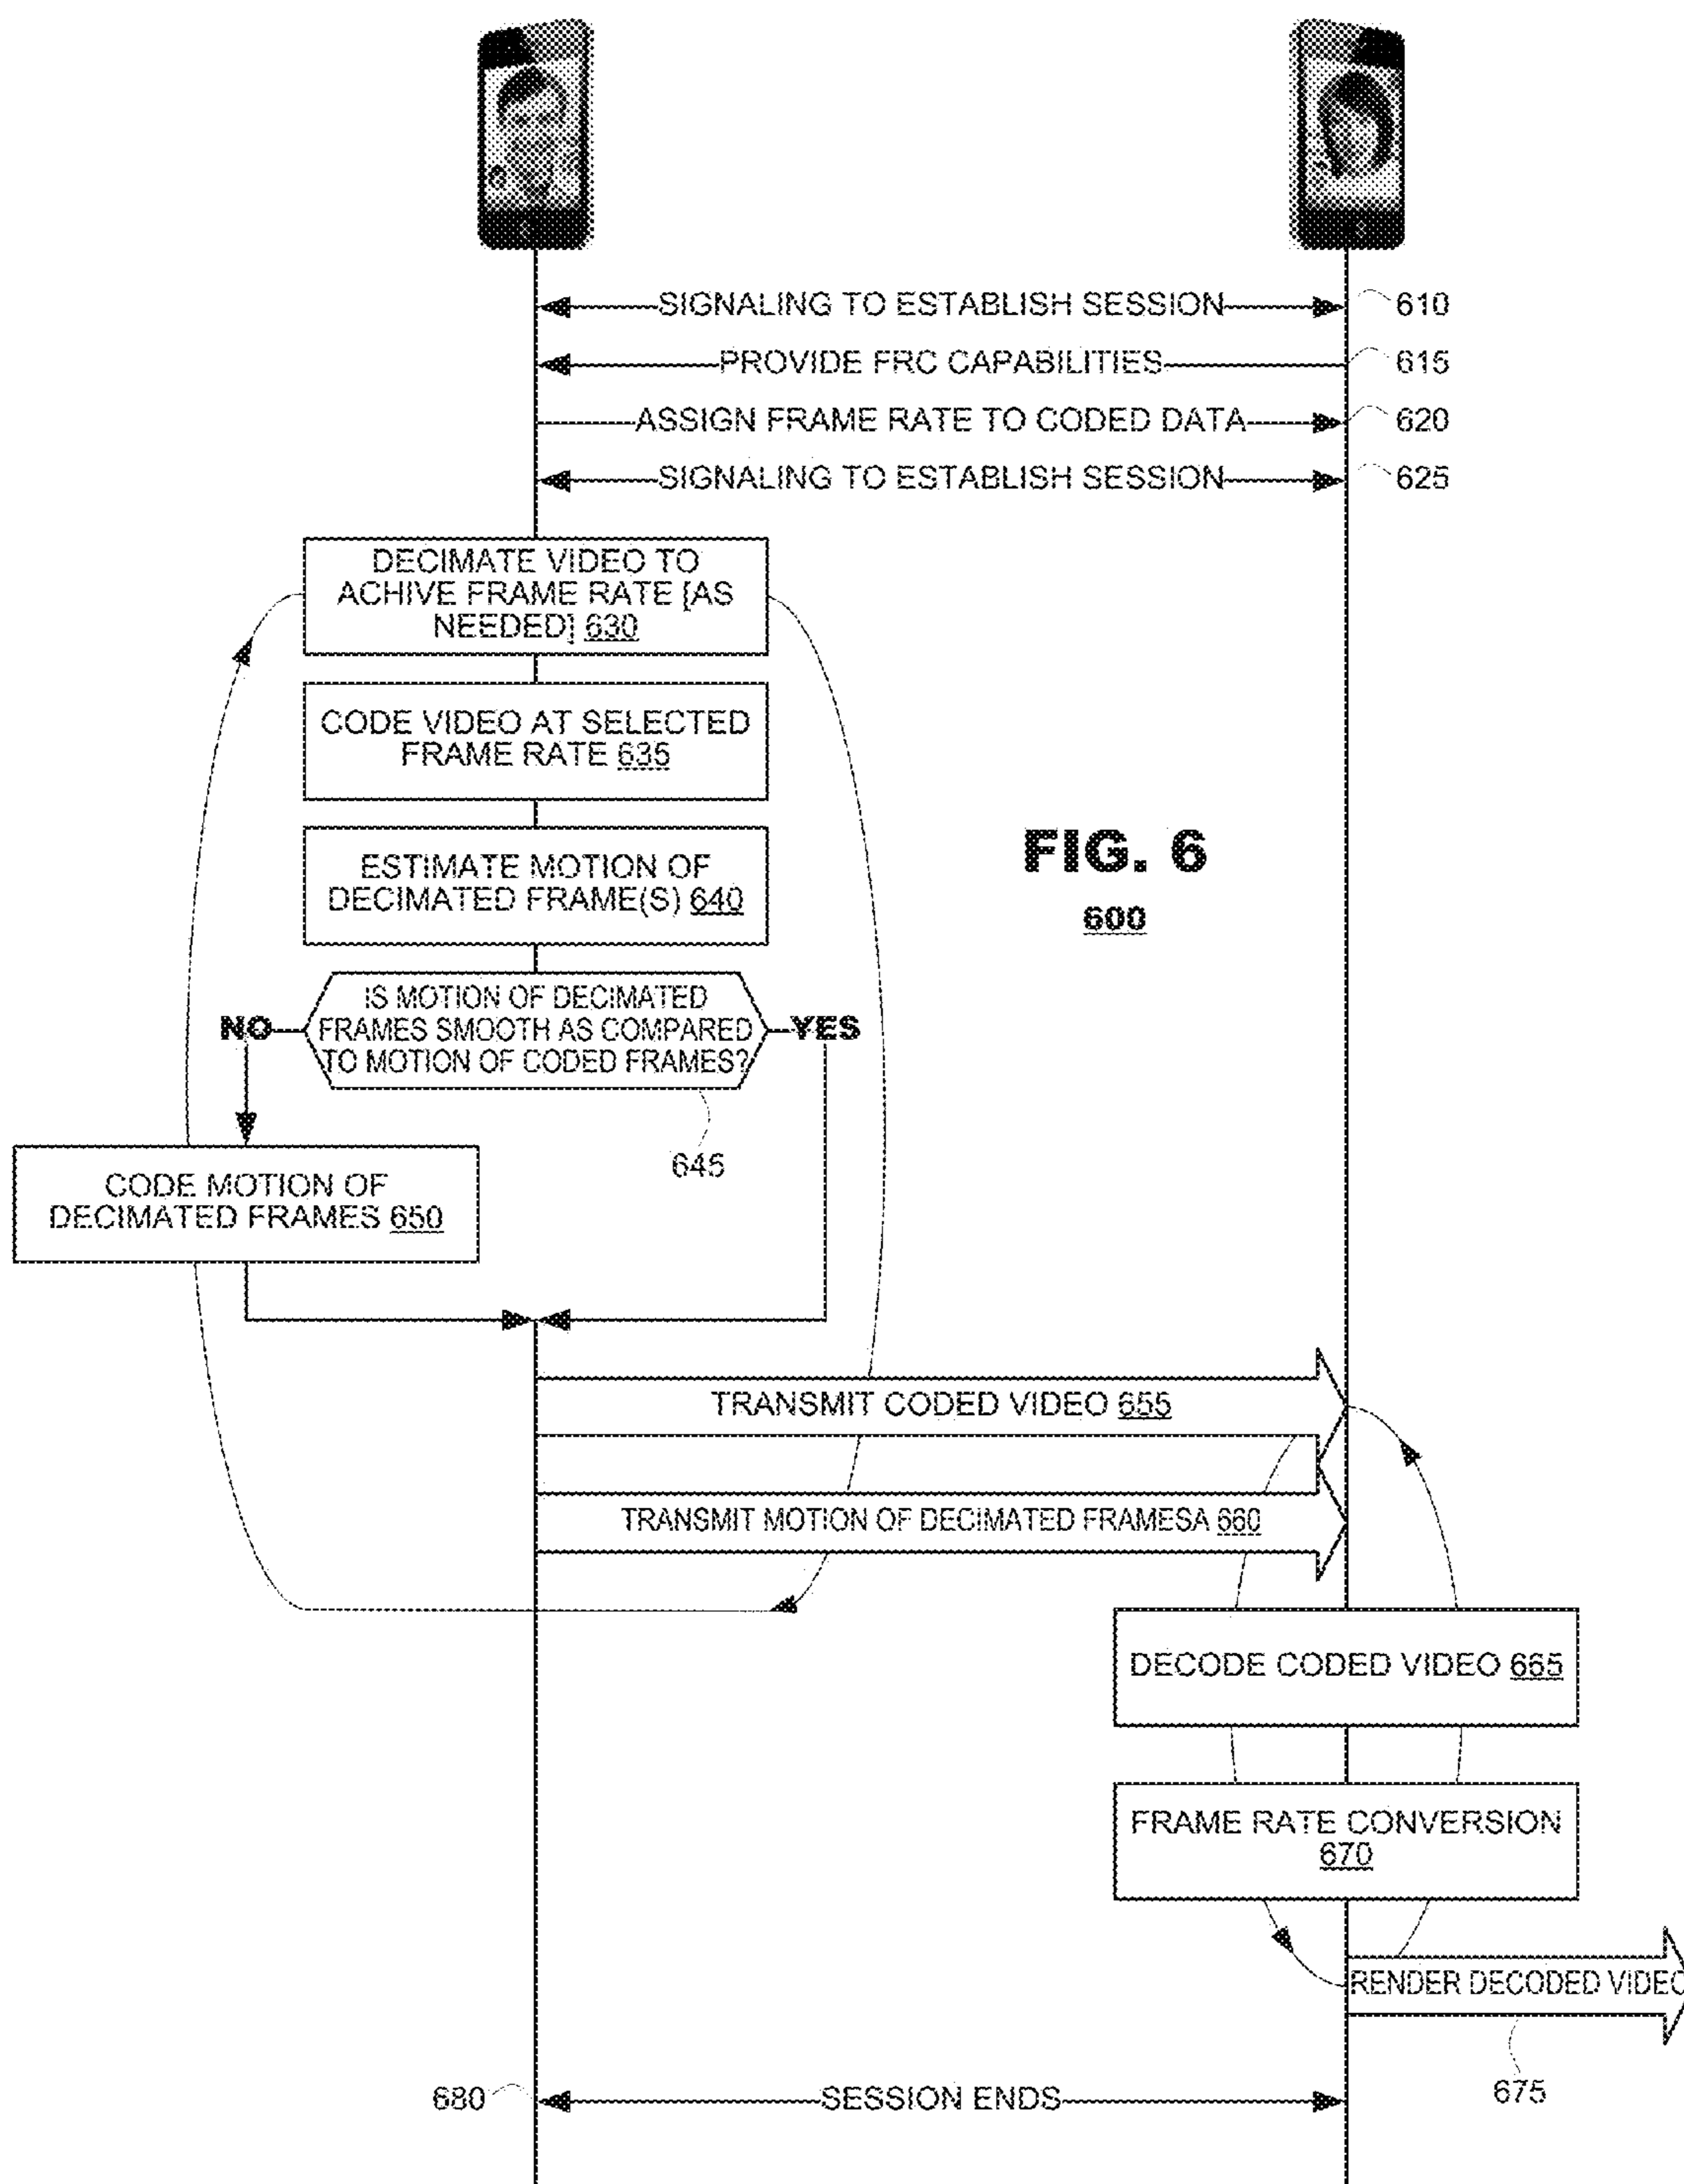 SIGNALING TO ESTABLISH SESSION 610
PROVIDE FRC CAPABILITIES 615
ASSIGN FRAME RATE TO CODED DATA 620
SIGNALING TO ESTABLISH SESSION 625
DECIMATE VIDEO TO
ACHIVE FRAME RATE [AS
NEEDED] 630
CODE VIDEO AT SELECTED
FRAME RATE 635
FIG. 6
600
ESTIMATE MOTION OF
DECIMATED FRAME(S) 640
IS MOTION OF DECIMATED
FRAMES SMOOTH AS COMPARED
TO MOTION OF CODED FRAMES?
NO
YES
645
CODE MOTION OF
DECIMATED FRAMES 650
TRANSMIT CODED VIDEO 655
TRANSMIT MOTION OF DECIMATED FRAMESA 660
DECODE CODED VIDEO 665
FRAME RATE CONVERSION
670
RENDER DECODED VIDEO
675
680 SESSION ENDS